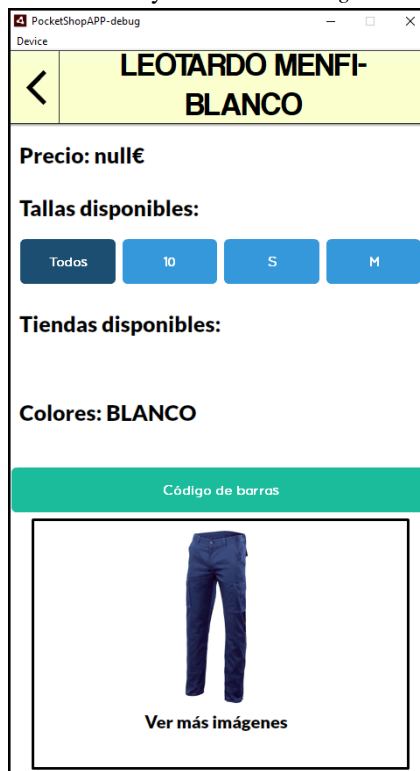 PocketShopAPP-debug
Device
LEOTARDO MENFI-
BLANCO
Precio: null€
Tallas disponibles:
Todos 10 S M
Tiendas disponibles:
Colores: BLANCO
Código de barras
Ver más imágenes